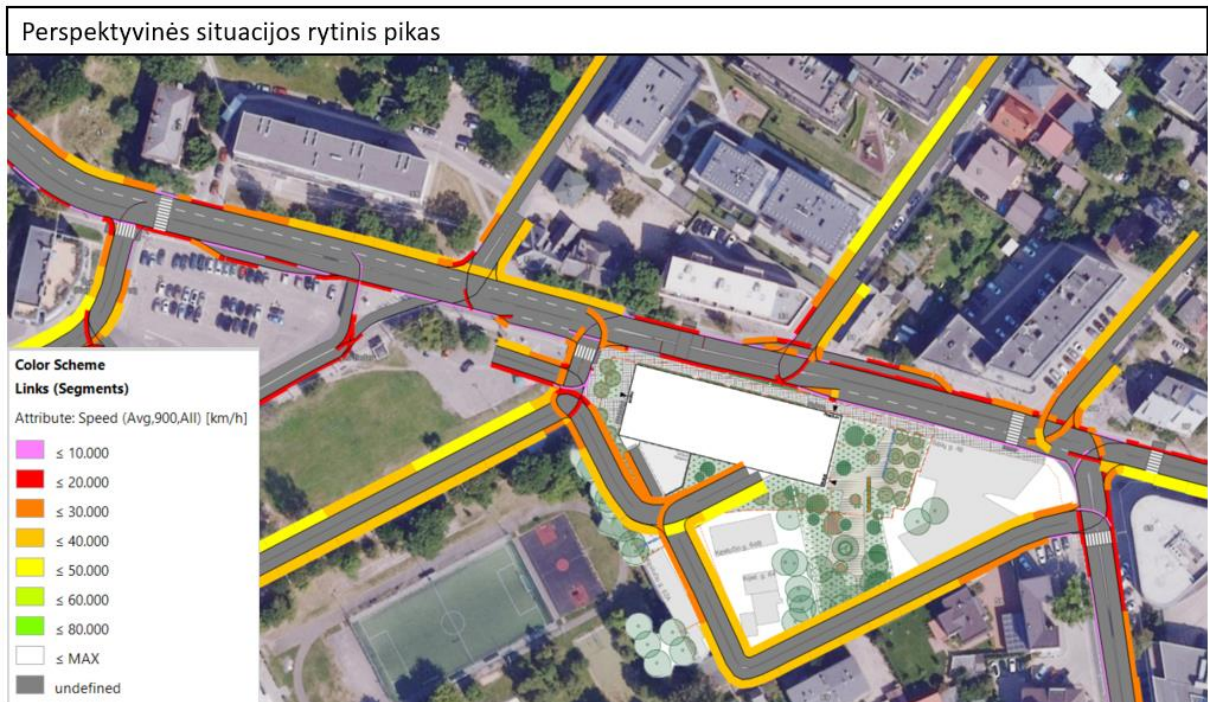 Perspektyvinės situacijos rytinis pikas
Color Scheme
Links (Segments)
Attribute: Speed (Avg,900,All) [km/h]
≤ 10.000
≤ 20.000
≤ 30.000
≤ 40.000
≤ 50.000
≤ 60.000
≤ 80.000
≤ MAX
undefined